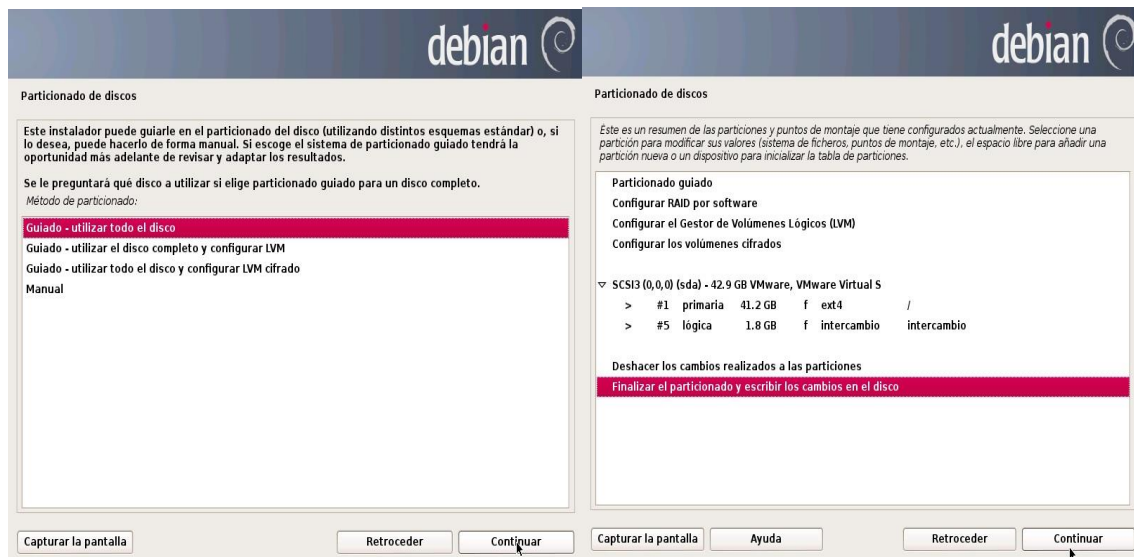 debian
Particionado de discos
Este instalador puede guiarle en el particionado del disco (utilizando distintos esquemas estándar) o, si
lo desea, puede hacerlo de forma manual. Si escoge el sistema de particionado guiado tendrá la
oportunidad más adelante de revisar y adaptar los resultados.
Se le preguntará qué disco a utilizar si elige particionado guiado para un disco completo.
Método de particionado:
Guiado - utilizar todo el disco
Guiado - utilizar el disco completo y configurar LVM
Guiado - utilizar todo el disco y configurar LVM cifrado
Manual
Capturar la pantalla Retroceder Continuar
debian
Particionado de discos
Éste es un resumen de las particiones y puntos de montaje que tiene configurados actualmente. Seleccione una
partición para modificar sus valores (sistema de ficheros, puntos de montaje, etc.), el espacio libre para añadir una
partición nueva o un dispositivo para inicializar la tabla de particiones.
Particionado guiado
Configurar RAID por software
Configurar el Gestor de Volúmenes Lógicos (LVM)
Configurar los volúmenes cifrados
SCSI3 (0,0,0) (sda) - 42.9 GB VMware, VMware Virtual S
> #1 primaria 41.2 GB f ext4 /
> #5 lógica 1.8 GB f intercambio intercambio
Deshacer los cambios realizados a las particiones
Finalizar el particionado y escribir los cambios en el disco
Capturar la pantalla Ayuda Retroceder Continuar